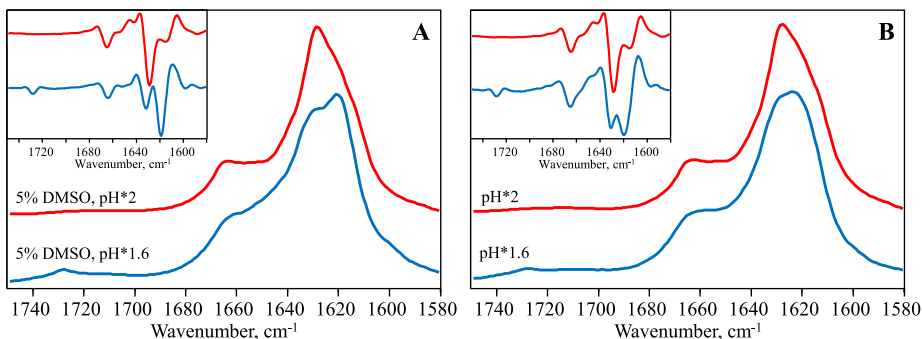 A
1720 1680 1640 1600
Wavenumber, cm-1
5% DMSO, pH*2
5% DMSO, pH*1.6
1740 1720 1700 1680 1660 1640 1620 1600 1580
Wavenumber, cm-1
B
1720 1680 1640 1600
Wavenumber, cm-1
pH*2
pH*1.6
1740 1720 1700 1680 1660 1640 1620 1600 1580
Wavenumber, cm-1